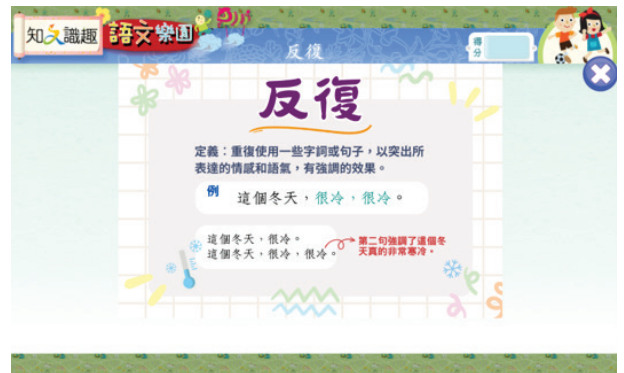 知文識趣 語文樂園
反復
得分
反復
定義：重復使用一些字詞或句子，以突出所
表達的情感和語氣，有強調的效果。
例 這個冬天，很冷，很冷。
這個冬天，很冷。
這個冬天，很冷，很冷。
第二句強調了這個冬
天真的非常寒冷。